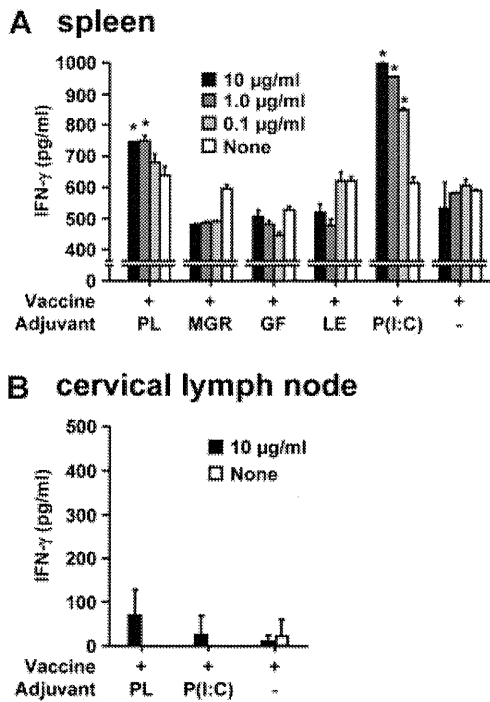 A spleen
1000
900
800
700
600
500
400
0
IFN-γ (pg/ml)
10 µg/ml
1.0 µg/ml
0.1 µg/ml
None
* * * * *
Vaccine + + + + + +
Adjuvant PL MGR GF LE P(I:C) -
B cervical lymph node
500
400
300
200
100
0
IFN-γ (pg/ml)
10 µg/ml
None
Vaccine + + +
Adjuvant PL P(I:C) -